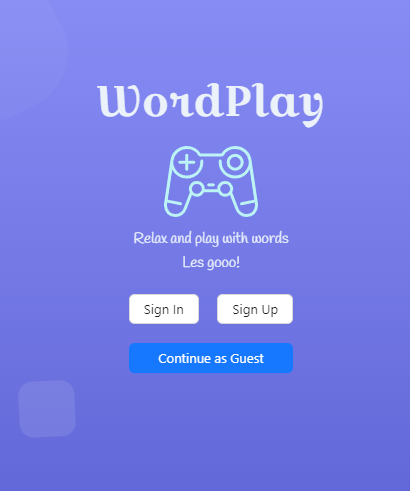 WordPlay
Relax and play with words
Les gooo!
Sign In Sign Up
Continue as Guest